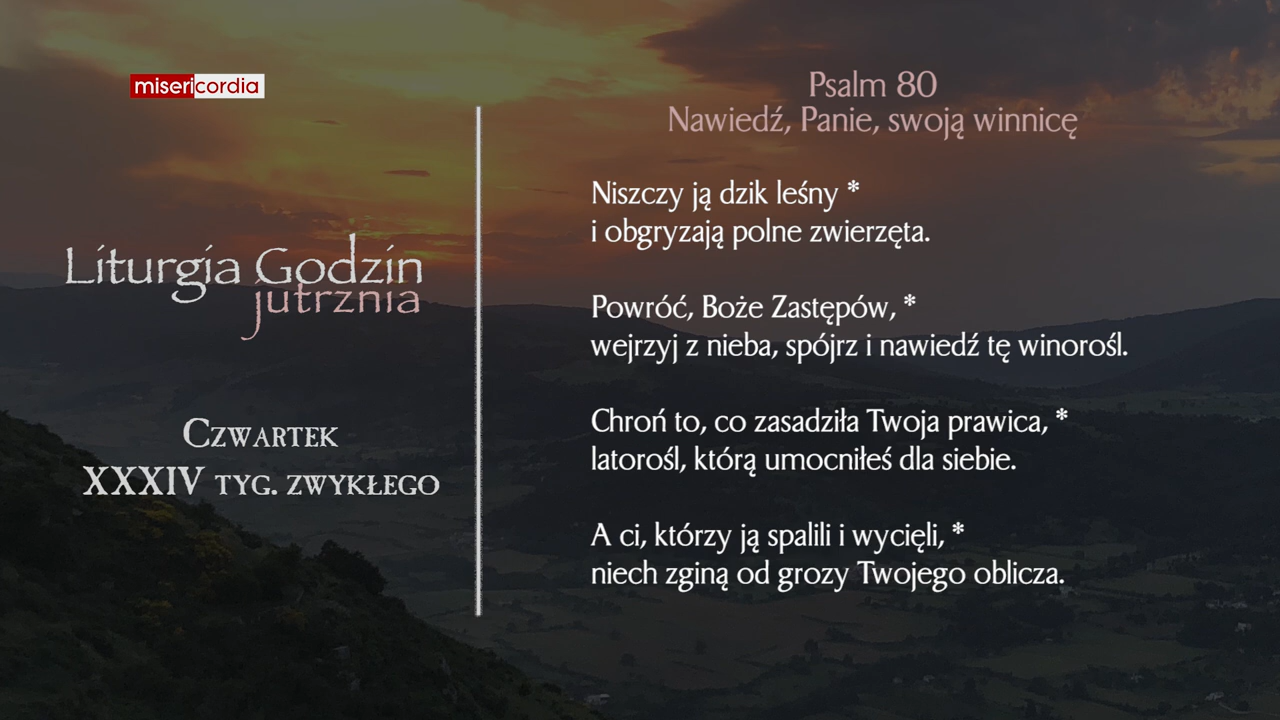 misericordia
Liturgia Godzin
jutrznia
Czwartek
XXXIV tyg. zwykłego
Psalm 80
Nawiedź, Panie, swoją winnicę
Niszczy ją dzik leśny *
i obgryzają polne zwierzęta.
Powróć, Boże Zastępów, *
wejrzyj z nieba, spójrz i nawiedź tę winorośl.
Chroń to, co zasadziła Twoja prawica, *
latorośl, którą umocniłeś dla siebie.
A ci, którzy ją spalili i wycięli, *
niech zginą od grozy Twojego oblicza.